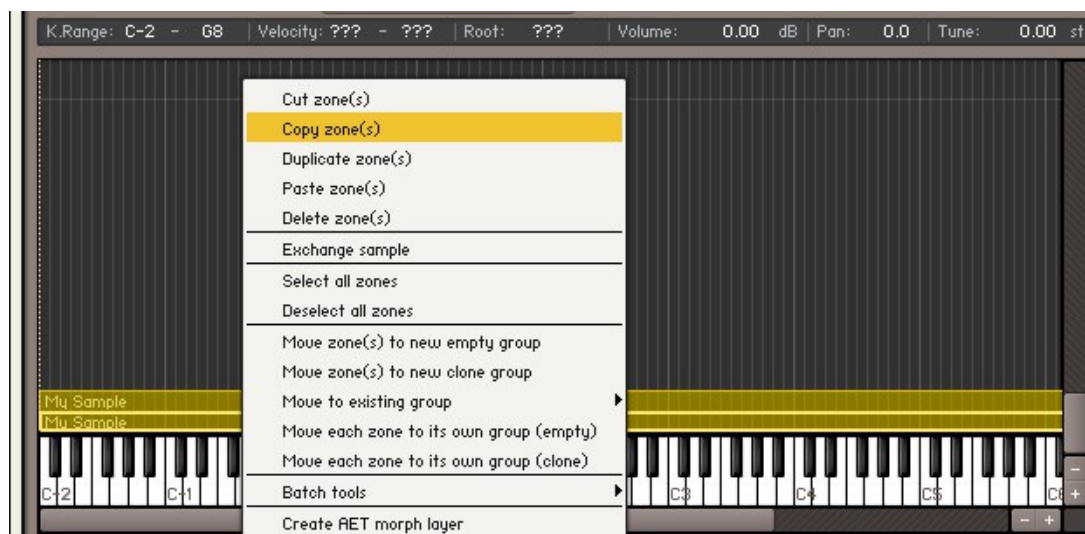 K.Range: C-2 - G8 | Velocity: ??? - ??? | Root: ??? | Volume: 0.00 dB | Pan: 0.0 | Tune: 0.00 st
Cut zone(s)
Copy zone(s)
Duplicate zone(s)
Paste zone(s)
Delete zone(s)
Exchange sample
Select all zones
Deselect all zones
Move zone(s) to new empty group
Move zone(s) to new clone group
Move to existing group
Move each zone to its own group (empty)
Move each zone to its own group (clone)
Batch tools
Create AET morph layer
My Sample
My Sample
C-2 C-1 C3 C4 C5
- +
-
+